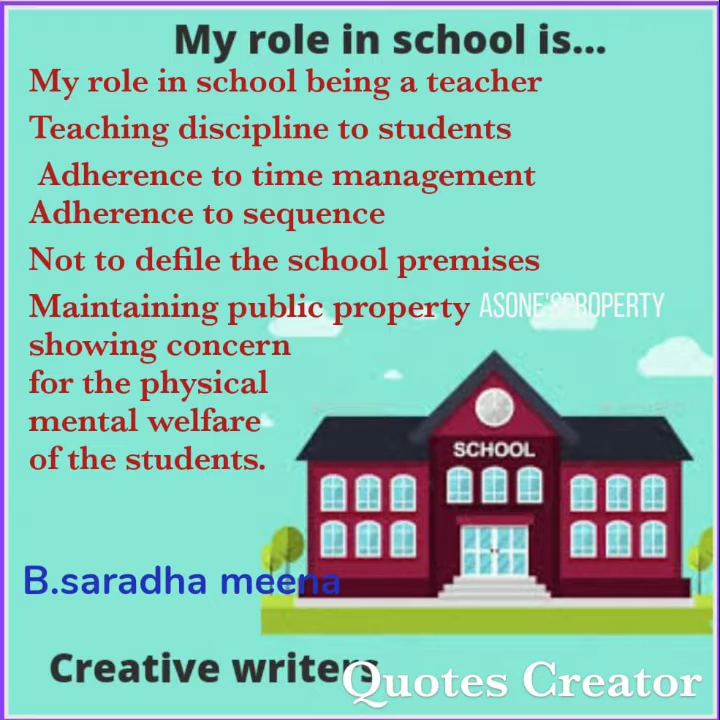 My role in school is...
My role in school being a teacher
Teaching discipline to students
Adherence to time management
Adherence to sequence
Not to defile the school premises
Maintaining public property ASONE'SPROPERTY
showing concern
for the physical
mental welfare
of the students.
SCHOOL
B.saradha meena
Creative writers
Quotes Creator